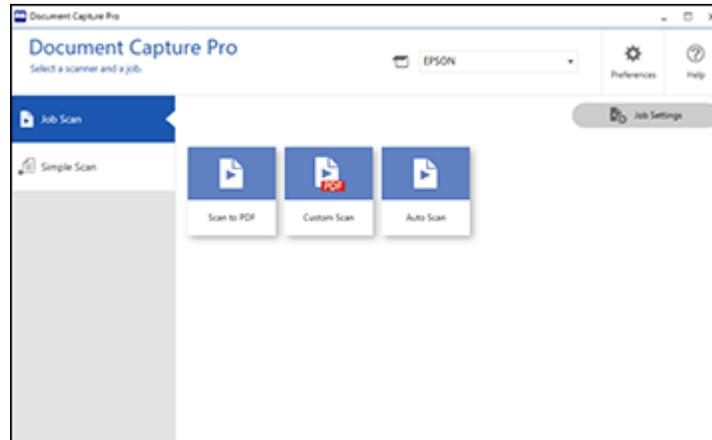 Document Capture Pro
Document Capture Pro
Select a scanner and a job.
EPSON
Preferences
Help
Job Scan
Job Settings
Simple Scan
PDF
Scan to PDF
Custom Scan
Auto Scan